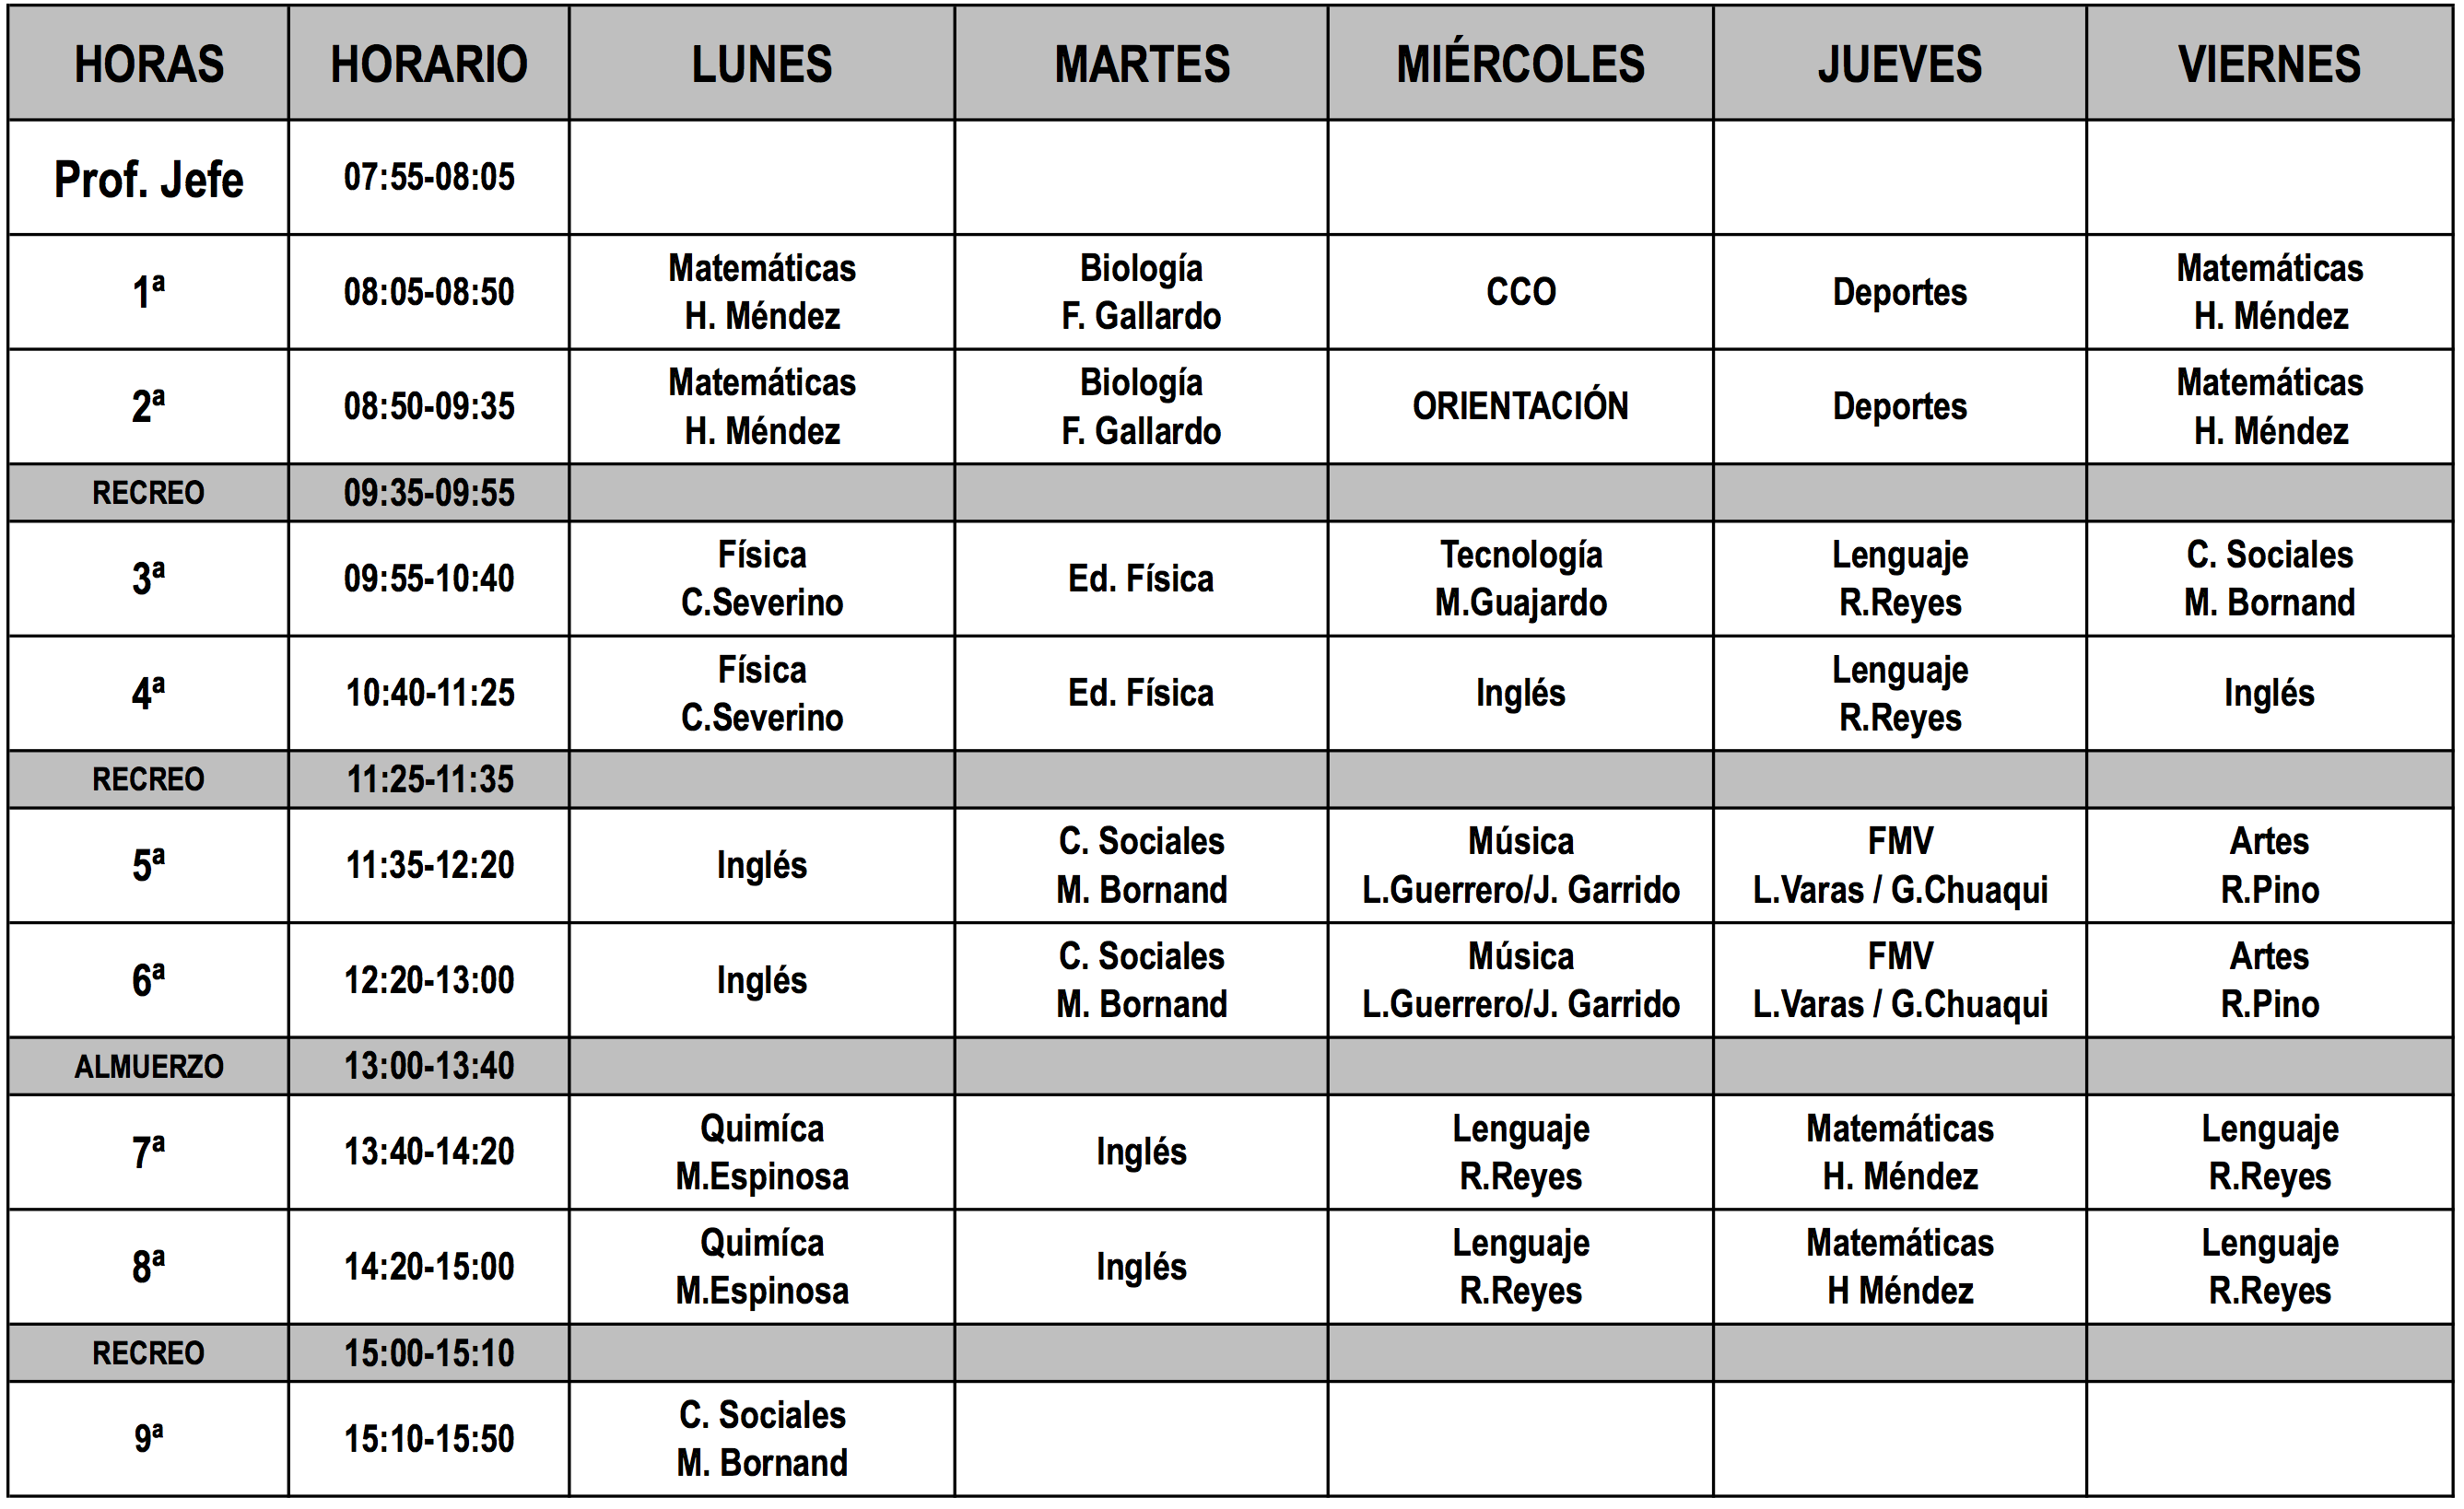 HORAS HORARIO LUNES MARTES MIÉRCOLES JUEVES VIERNES
Prof. Jefe 07:55-08:05
1ª 08:05-08:50 Matemáticas Biología CCO Deportes Matemáticas
H. Méndez F. Gallardo H. Méndez
2ª 08:50-09:35 Matemáticas Biología ORIENTACIÓN Deportes Matemáticas
H. Méndez F. Gallardo H. Méndez
RECREO 09:35-09:55
3ª 09:55-10:40 Física Ed. Física Tecnología Lenguaje C. Sociales
C.Severino M.Guajardo R.Reyes M. Bornand
4ª 10:40-11:25 Física Ed. Física Inglés Lenguaje Inglés
C.Severino R.Reyes
RECREO 11:25-11:35
5ª 11:35-12:20 Inglés C. Sociales Música FMV Artes
M. Bornand L.Guerrero/J. Garrido L.Varas / G.Chuaqui R.Pino
6ª 12:20-13:00 Inglés C. Sociales Música FMV Artes
M. Bornand L.Guerrero/J. Garrido L.Varas / G.Chuaqui R.Pino
ALMUERZO 13:00-13:40
7ª 13:40-14:20 Quimíca Inglés Lenguaje Matemáticas Lenguaje
M.Espinosa R.Reyes H. Méndez R.Reyes
8ª 14:20-15:00 Quimíca Inglés Lenguaje Matemáticas Lenguaje
M.Espinosa R.Reyes H Méndez R.Reyes
RECREO 15:00-15:10
9ª 15:10-15:50 C. Sociales
M. Bornand